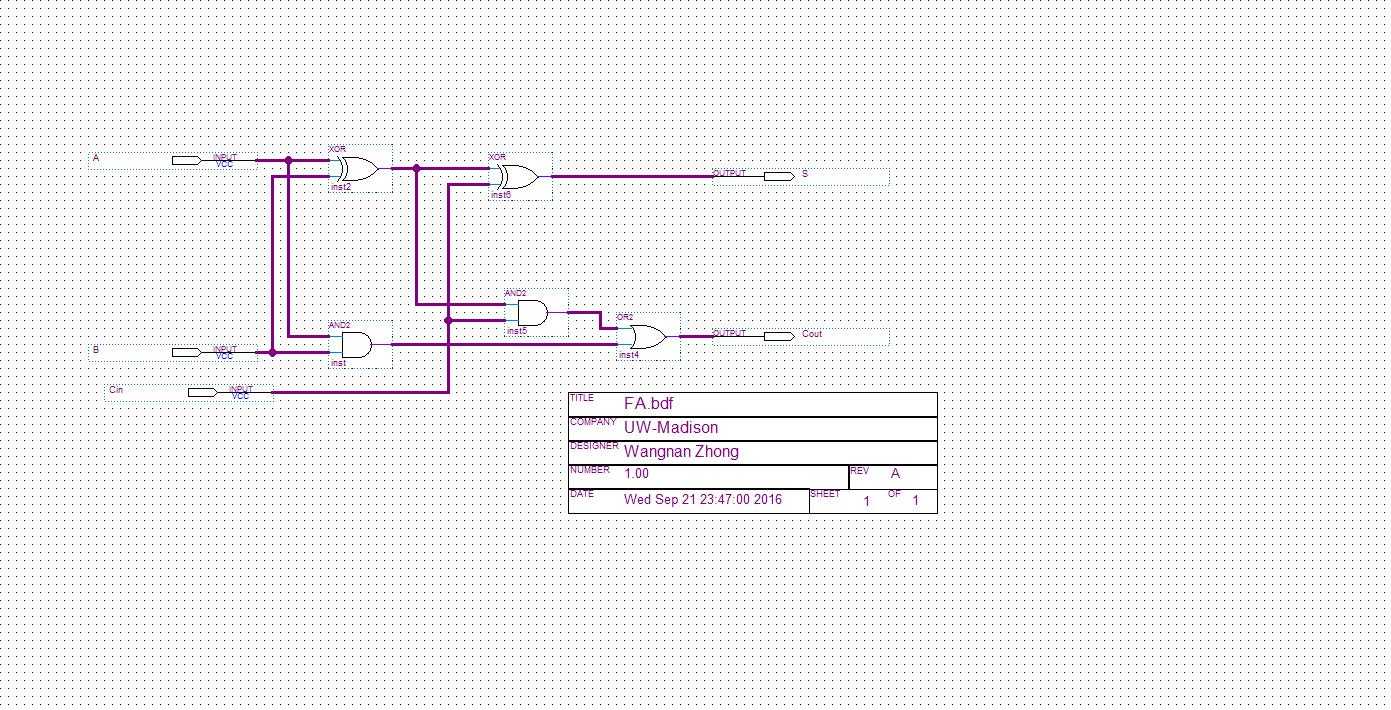 A
INPUT
VCC
XOR
inst2
XOR
inst6
OUTPUT
S
AND2
inst5
B
INPUT
VCC
AND2
inst
OR2
inst4
OUTPUT
Cout
Cin
INPUT
VCC
TITLE FA.bdf
COMPANY UW-Madison
DESIGNER Wangnan Zhong
NUMBER 1.00 REV A
DATE Wed Sep 21 23:47:00 2016 SHEET 1 OF 1